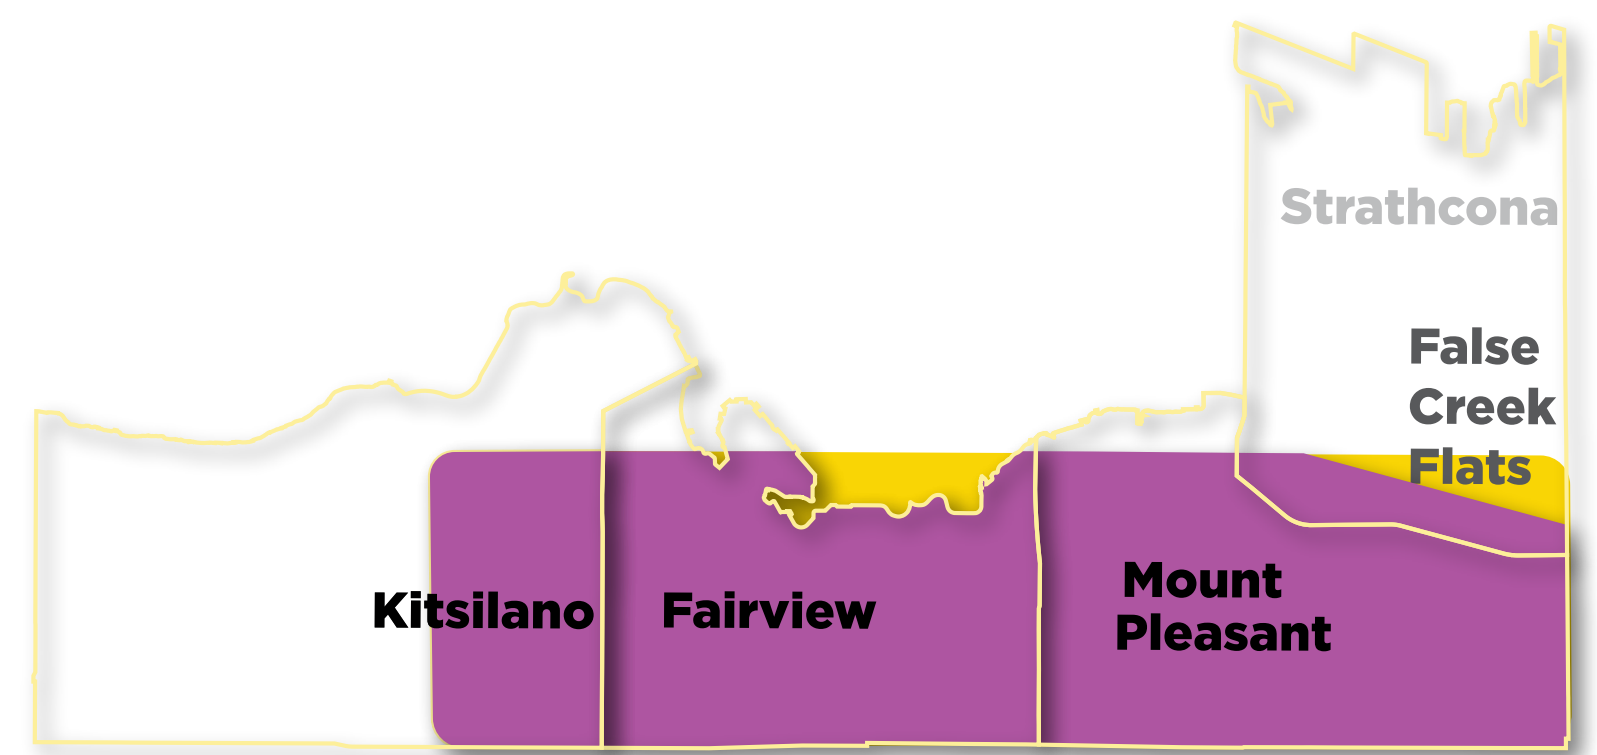 Strathcona
False
Creek
Flats
Kitsilano
Fairview
Mount
Pleasant